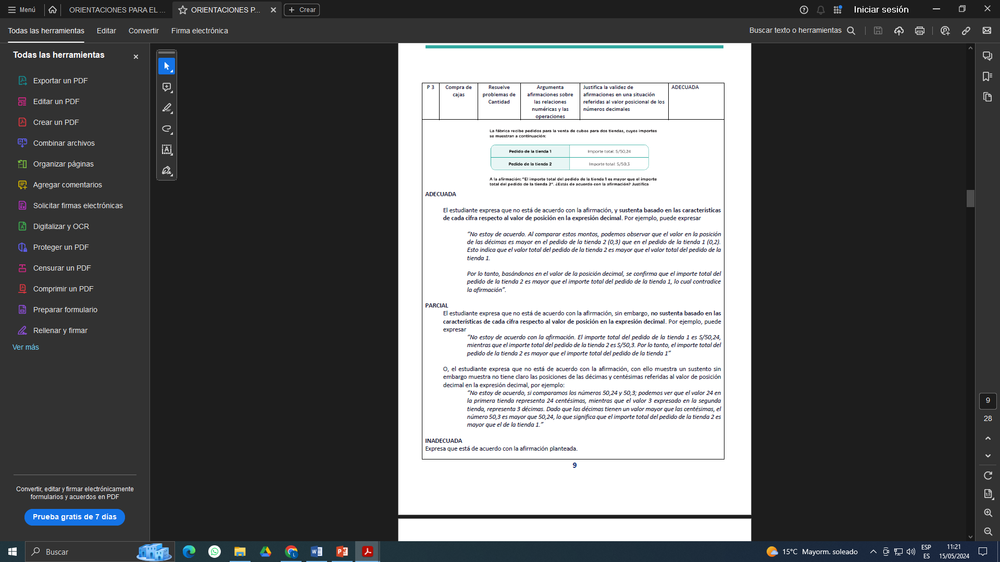 Menú
ORIENTACIONES PARA EL ...
ORIENTACIONES P...
Crear
Iniciar sesión
Todas las herramientas
Editar
Convertir
Firma electrónica
Buscar texto o herramientas
Todas las herramientas
Exportar un PDF
Editar un PDF
Crear un PDF
Combinar archivos
Organizar páginas
Agregar comentarios
Solicitar firmas electrónicas
Digitalizar y OCR
Proteger un PDF
Censurar un PDF
Comprimir un PDF
Preparar formulario
Rellenar y firmar
Ver más
Convertir, editar y firmar electrónicamente
formularios y acuerdos en PDF
Prueba gratis de 7 días
P 3
Compra de
cajas
Resuelve
problemas de
Cantidad
Argumenta
afirmaciones sobre
las relaciones
numéricas y las
operaciones
Justifica la validez de
afirmaciones en una situación
referidas al valor posicional de los
números decimales
ADECUADA
La fábrica recibe pedidos para la venta de cubos para dos tiendas, cuyos importes
se muestran a continuación:
Pedido de la tienda 1
Importe total: S/50,24
Pedido de la tienda 2
Importe total: S/50,3
A la afirmación: "El importe total del pedido de la tienda 1 es mayor que el importe
total del pedido de la tienda 2". ¿Estás de acuerdo con la afirmación? Justifica
ADECUADA
El estudiante expresa que no está de acuerdo con la afirmación, y sustenta basado en las características
de cada cifra respecto al valor de posición en la expresión decimal. Por ejemplo, puede expresar
“No estoy de acuerdo. Al comparar estos montos, podemos observar que el valor en la posición
de las décimas es mayor en el pedido de la tienda 2 (0,3) que en el pedido de la tienda 1 (0,2).
Esto indica que el valor total del pedido de la tienda 2 es mayor que el valor total del pedido de la
tienda 1.
Por lo tanto, basándonos en el valor de la posición decimal, se confirma que el importe total del
pedido de la tienda 2 es mayor que el importe total del pedido de la tienda 1, lo cual contradice
la afirmación”.
PARCIAL
El estudiante expresa que no está de acuerdo con la afirmación, sin embargo, no sustenta basado en las
características de cada cifra respecto al valor de posición en la expresión decimal. Por ejemplo, puede
expresar
“No estoy de acuerdo con la afirmación. El importe total del pedido de la tienda 1 es S/50,24,
mientras que el importe total del pedido de la tienda 2 es S/50,3. Por lo tanto, el importe total del
pedido de la tienda 2 es mayor que el importe total del pedido de la tienda 1”
O, el estudiante expresa que no está de acuerdo con la afirmación, con ello muestra un sustento sin
embargo muestra no tiene claro las posiciones de las décimas y centésimas referidas al valor de posición
decimal en la expresión decimal, por ejemplo:
“No estoy de acuerdo, si comparamos los números 50,24 y 50,3; podemos ver que el valor 24 en
la primera tienda representa 24 centésimas, mientras que el valor 3 expresado en la segunda
tienda, representa 3 décimas. Dado que las décimas tienen un valor mayor que las centésimas, el
número 50,3 es mayor que 50,24, lo que significa que el importe total del pedido de la tienda 2 es
mayor que el de la tienda 1.”
INADECUADA
Expresa que está de acuerdo con la afirmación planteada.
9
9
28
Buscar
15°C Mayorm. soleado
ESP
ES
11:21
15/05/2024